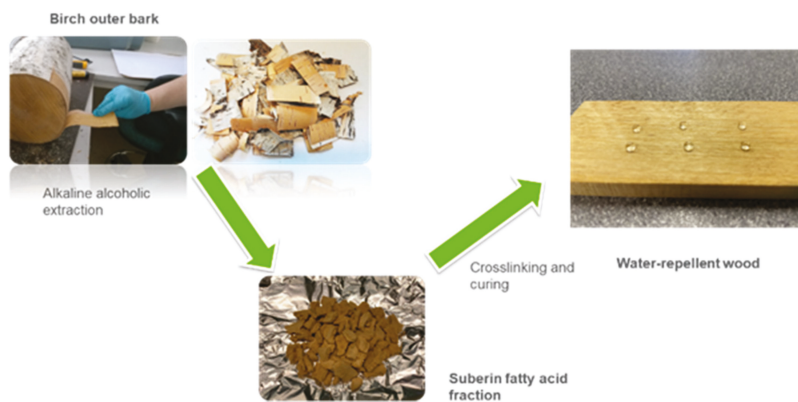 Birch outer bark
Alkaline alcoholic
extraction
Crosslinking and
curing
Water-repellent wood
Suberin fatty acid
fraction